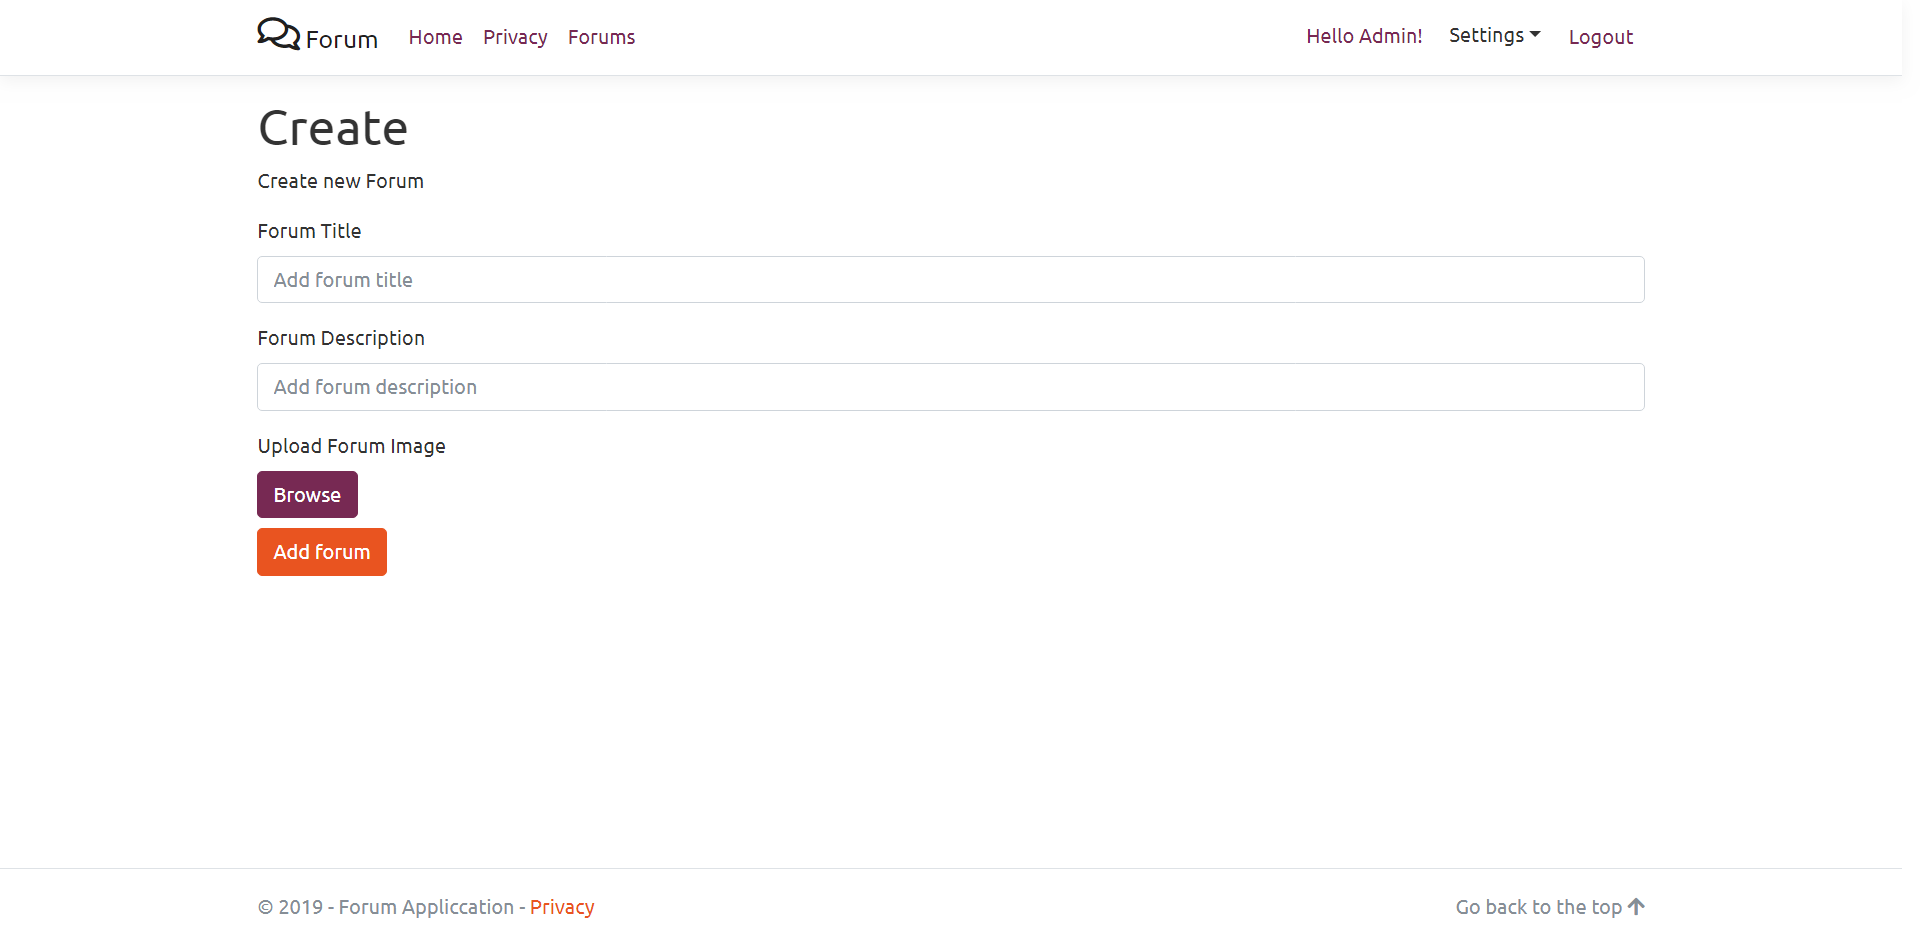 Forum Home Privacy Forums Hello Admin! Settings Logout
Create
Create new Forum
Forum Title
Add forum title
Forum Description
Add forum description
Upload Forum Image
Browse
Add forum
© 2019 - Forum Appliccation - Privacy Go back to the top